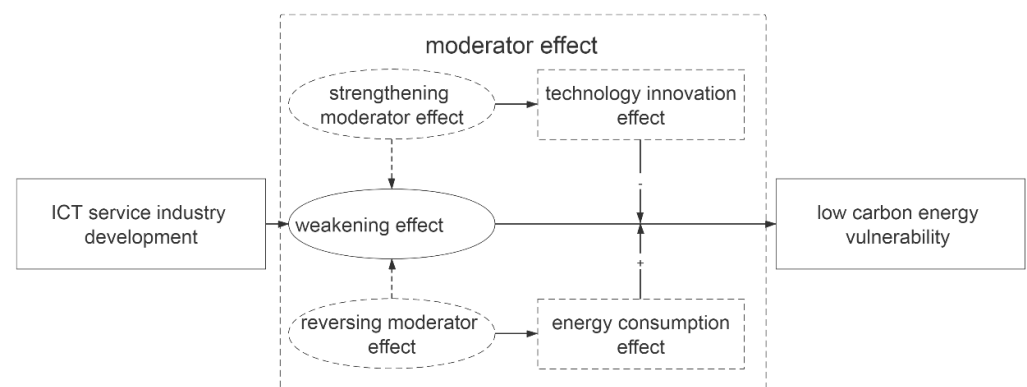 moderator effect
strengthening
moderator effect
technology innovation
effect
-
ICT service industry
development
weakening effect
low carbon energy
vulnerability
+
reversing moderator
effect
energy consumption
effect